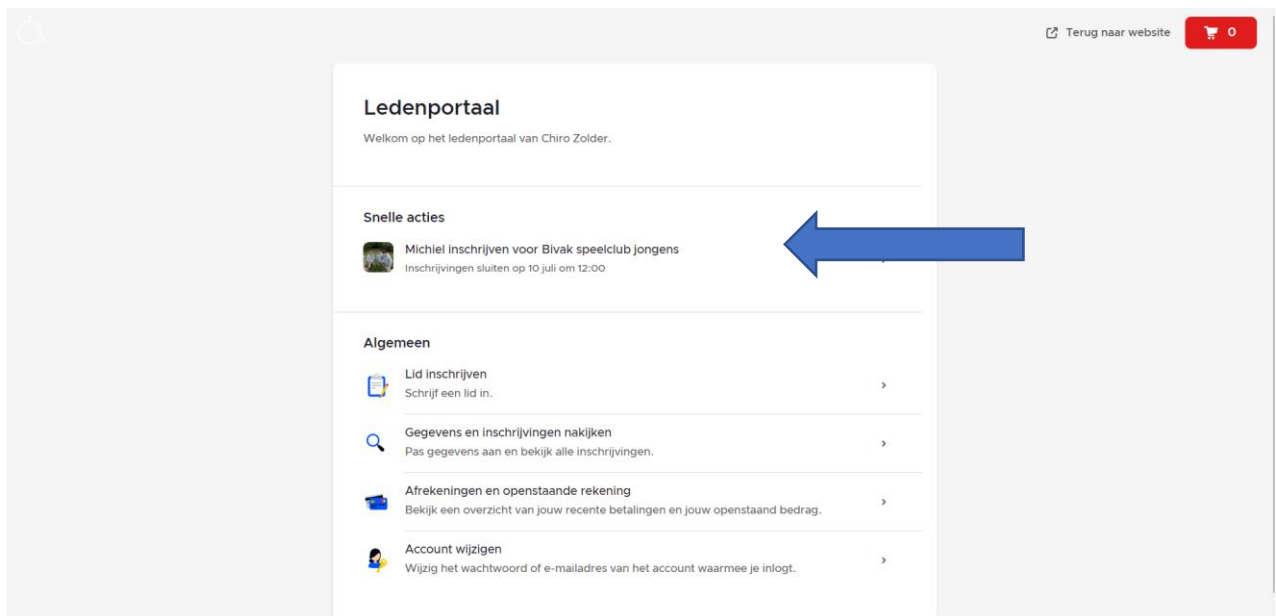 Terug naar website
0
Ledenportaal
Welkom op het ledenportaal van Chiro Zolder.
Snelle acties
Michiel inschrijven voor Bivak speelclub jongens
Inschrijvingen sluiten op 10 juli om 12:00
Algemeen
Lid inschrijven
Schrijf een lid in.
Gegevens en inschrijvingen nakijken
Pas gegevens aan en bekijk alle inschrijvingen.
Afrekeningen en openstaande rekening
Bekijk een overzicht van jouw recente betalingen en jouw openstaand bedrag.
Account wijzigen
Wijzig het wachtwoord of e-mailadres van het account waarmee je inlogt.